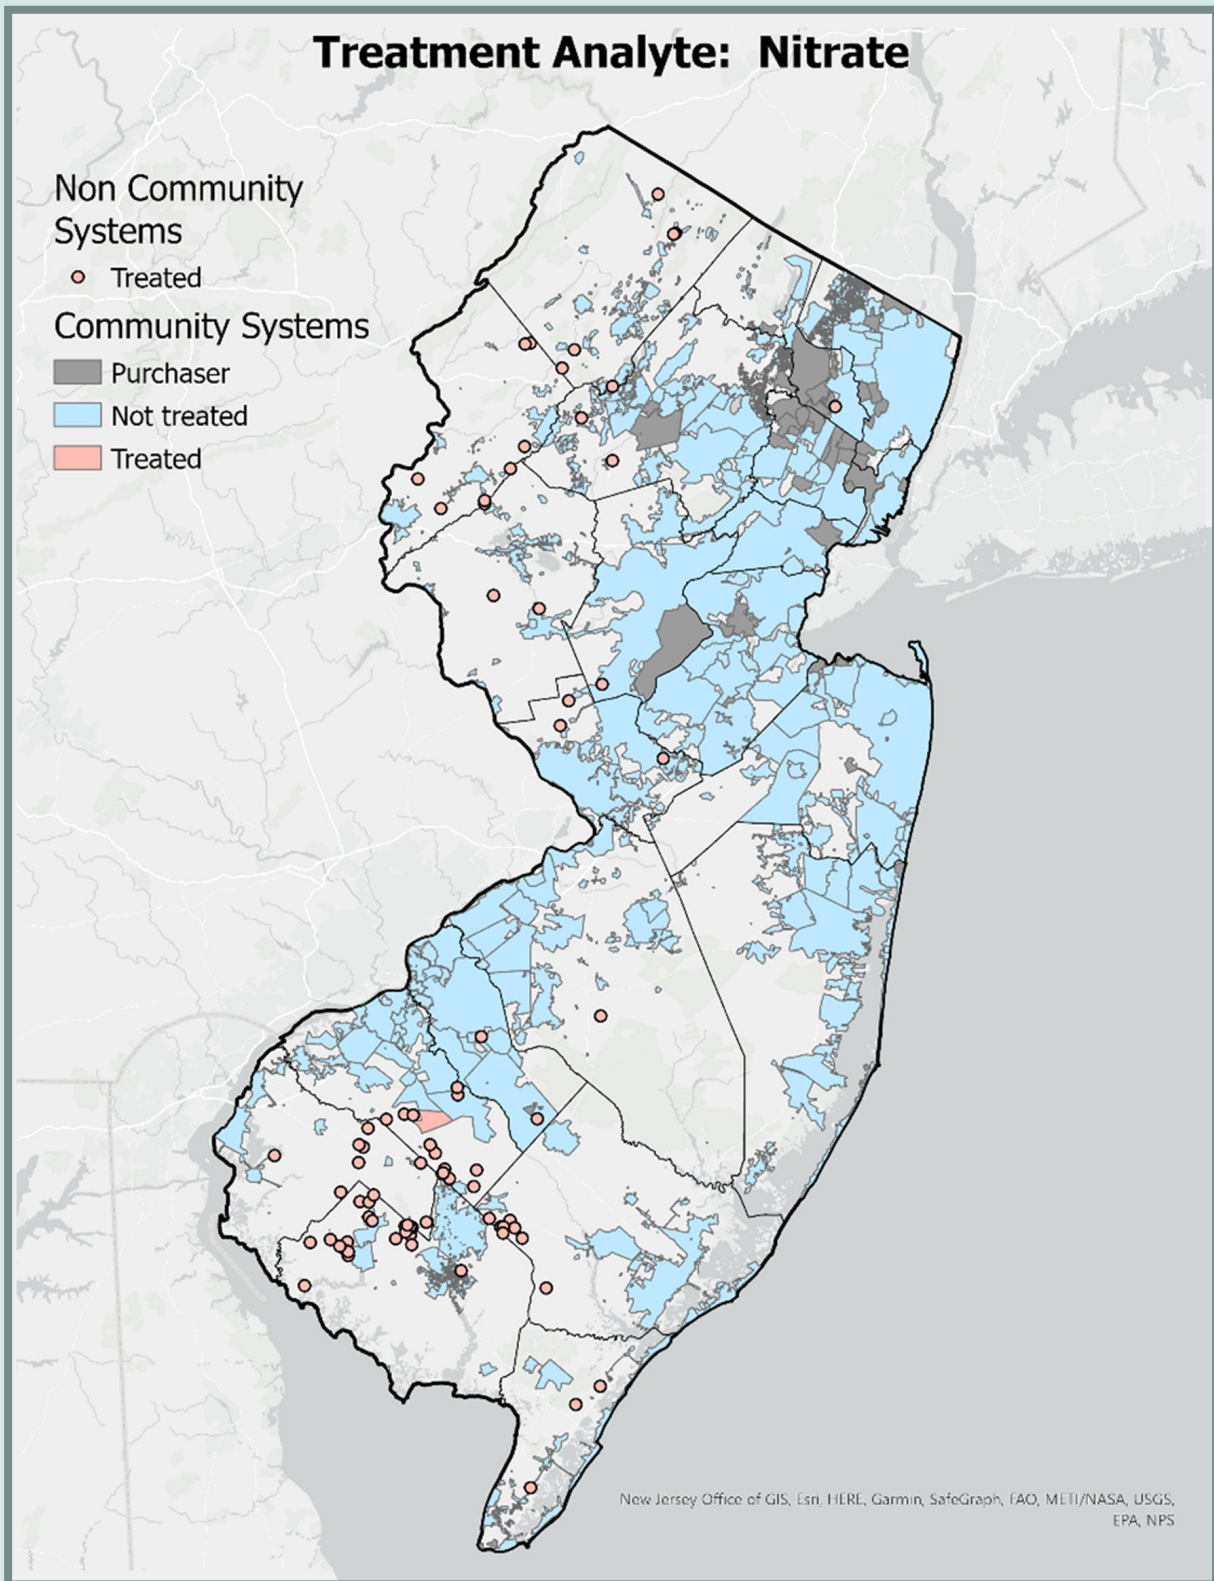 Treatment Analyte: Nitrate
Non Community
Systems
Treated
Community Systems
Purchaser
Not treated
Treated
New Jersey Office of GIS, Esri, HERE, Garmin, SafeGraph, FAO, METI/NASA, USGS,
EPA, NPS